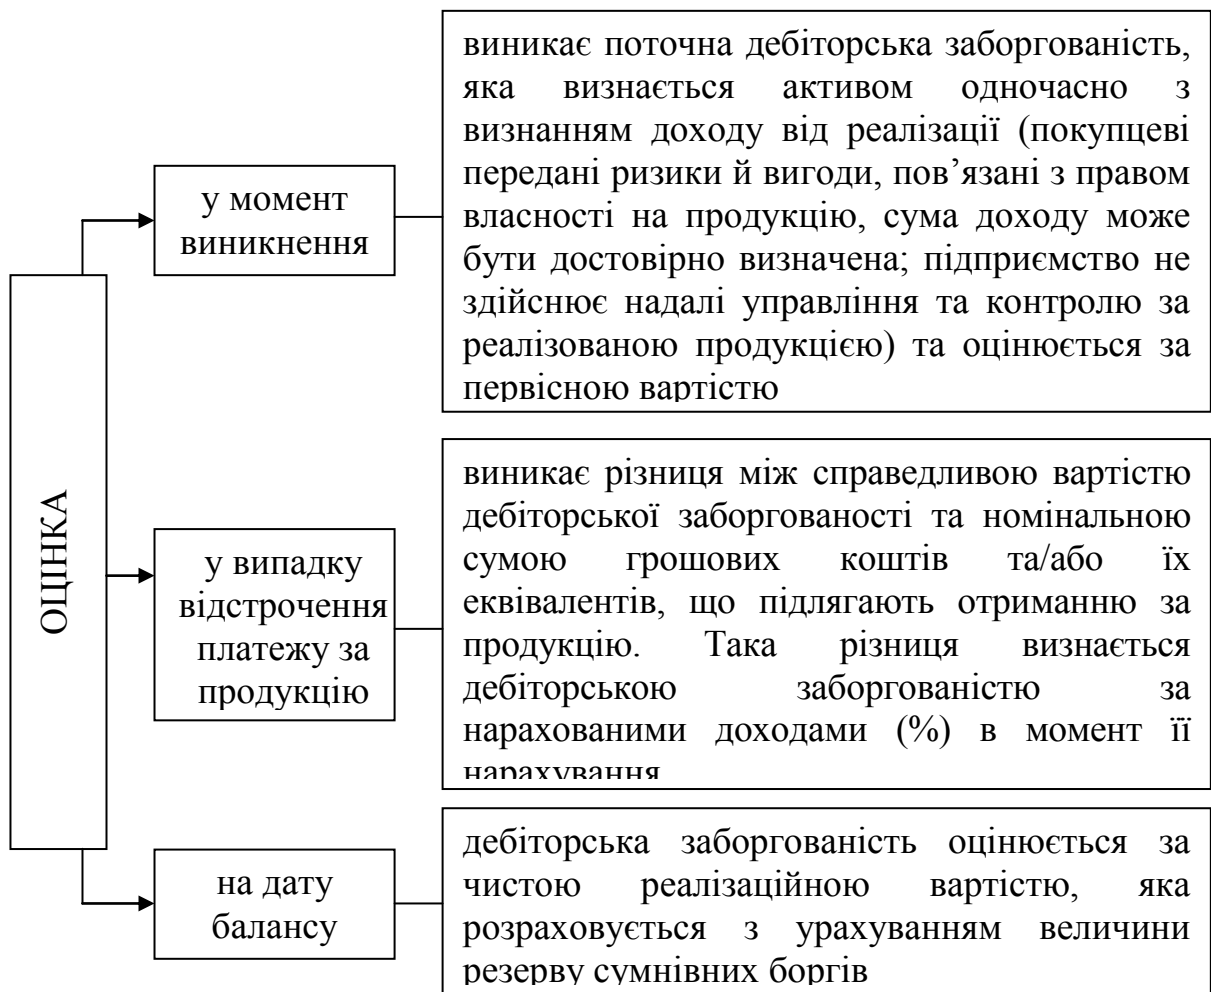 ОЦІНКА
у момент
виникнення
виникає поточна дебіторська заборгованість,
яка визнається активом одночасно з
визнанням доходу від реалізації (покупцеві
передані ризики й вигоди, пов’язані з правом
власності на продукцію, сума доходу може
бути достовірно визначена; підприємство не
здійснює надалі управління та контролю за
реалізованою продукцією) та оцінюється за
первісною вартістю
у випадку
відстрочення
платежу за
продукцію
виникає різниця між справедливою вартістю
дебіторської заборгованості та номінальною
сумою грошових коштів та/або їх
еквівалентів, що підлягають отриманню за
продукцію. Така різниця визнається
дебіторською заборгованістю за
нарахованими доходами (%) в момент її
нарахування
на дату
балансу
дебіторська заборгованість оцінюється за
чистою реалізаційною вартістю, яка
розраховується з урахуванням величини
резерву сумнівних боргів